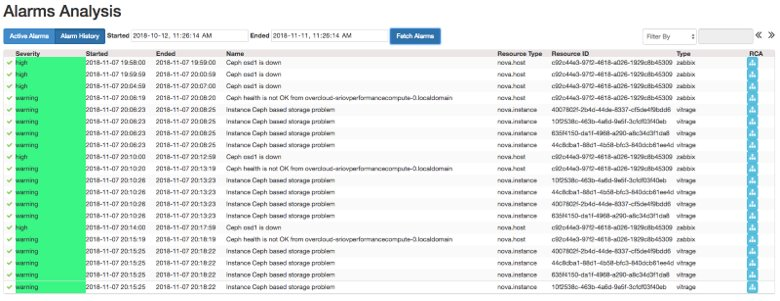 Alarms Analysis
Active Alarms Alarm History Started 2018-10-12, 11:26:14 AM Ended 2018-11-11, 11:26:14 AM Fetch Alarms Filter By
Severity Started Ended Name Resource Type Resource ID Type RCA
high 2018-11-07 19:58:00 2018-11-07 19:59:00 Ceph osd1 is down nova.host c92c44e3-97f2-4618-a026-1929c8b45309 zabbix
high 2018-11-07 19:59:59 2018-11-07 20:00:59 Ceph osd1 is down nova.host c92c44e3-97f2-4618-a026-1929c8b45309 zabbix
high 2018-11-07 20:04:59 2018-11-07 20:07:00 Ceph osd1 is down nova.host c92c44e3-97f2-4618-a026-1929c8b45309 zabbix
warning 2018-11-07 20:06:19 2018-11-07 20:08:20 Ceph health is not OK from overcloud-sriovperformancecompute-0.localdomain nova.host c92c44e3-97f2-4618-a026-1929c8b45309 zabbix
warning 2018-11-07 20:06:23 2018-11-07 20:08:25 Instance Ceph based storage problem nova.instance 4007802f-2b4d-44de-8337-cf5de4f9bdd6 vitrage
warning 2018-11-07 20:06:23 2018-11-07 20:08:25 Instance Ceph based storage problem nova.instance 10f2538c-463b-4a6d-9e5f-3cfdf03f40eb vitrage
warning 2018-11-07 20:06:23 2018-11-07 20:08:25 Instance Ceph based storage problem nova.instance 635f4150-da1f-4968-a290-a8c34d3f1da8 vitrage
warning 2018-11-07 20:06:23 2018-11-07 20:08:25 Instance Ceph based storage problem nova.instance 44c8dba1-88d1-4b58-bfc3-840dcb61ee4d vitrage
high 2018-11-07 20:10:00 2018-11-07 20:12:59 Ceph osd1 is down nova.host c92c44e3-97f2-4618-a026-1929c8b45309 zabbix
warning 2018-11-07 20:10:20 2018-11-07 20:13:19 Ceph health is not OK from overcloud-sriovperformancecompute-0.localdomain nova.host c92c44e3-97f2-4618-a026-1929c8b45309 zabbix
warning 2018-11-07 20:10:26 2018-11-07 20:13:23 Instance Ceph based storage problem nova.instance 10f2538c-463b-4a6d-9e5f-3cfdf03f40eb vitrage
warning 2018-11-07 20:10:26 2018-11-07 20:13:23 Instance Ceph based storage problem nova.instance 4007802f-2b4d-44de-8337-cf5de4f9bdd6 vitrage
warning 2018-11-07 20:10:26 2018-11-07 20:13:23 Instance Ceph based storage problem nova.instance 44c8dba1-88d1-4b58-bfc3-840dcb61ee4d vitrage
warning 2018-11-07 20:10:26 2018-11-07 20:13:23 Instance Ceph based storage problem nova.instance 635f4150-da1f-4968-a290-a8c34d3f1da8 vitrage
high 2018-11-07 20:14:00 2018-11-07 20:17:59 Ceph osd1 is down nova.host c92c44e3-97f2-4618-a026-1929c8b45309 zabbix
warning 2018-11-07 20:15:19 2018-11-07 20:18:19 Ceph health is not OK from overcloud-sriovperformancecompute-0.localdomain nova.host c92c44e3-97f2-4618-a026-1929c8b45309 zabbix
warning 2018-11-07 20:15:25 2018-11-07 20:18:22 Instance Ceph based storage problem nova.instance 4007802f-2b4d-44de-8337-cf5de4f9bdd6 vitrage
warning 2018-11-07 20:15:25 2018-11-07 20:18:22 Instance Ceph based storage problem nova.instance 44c8dba1-88d1-4b58-bfc3-840dcb61ee4d vitrage
warning 2018-11-07 20:15:25 2018-11-07 20:18:22 Instance Ceph based storage problem nova.instance 635f4150-da1f-4968-a290-a8c34d3f1da8 vitrage
warning 2018-11-07 20:15:25 2018-11-07 20:18:22 Instance Ceph based storage problem nova.instance 10f2538c-463b-4a6d-9e5f-3cfdf03f40eb vitrage